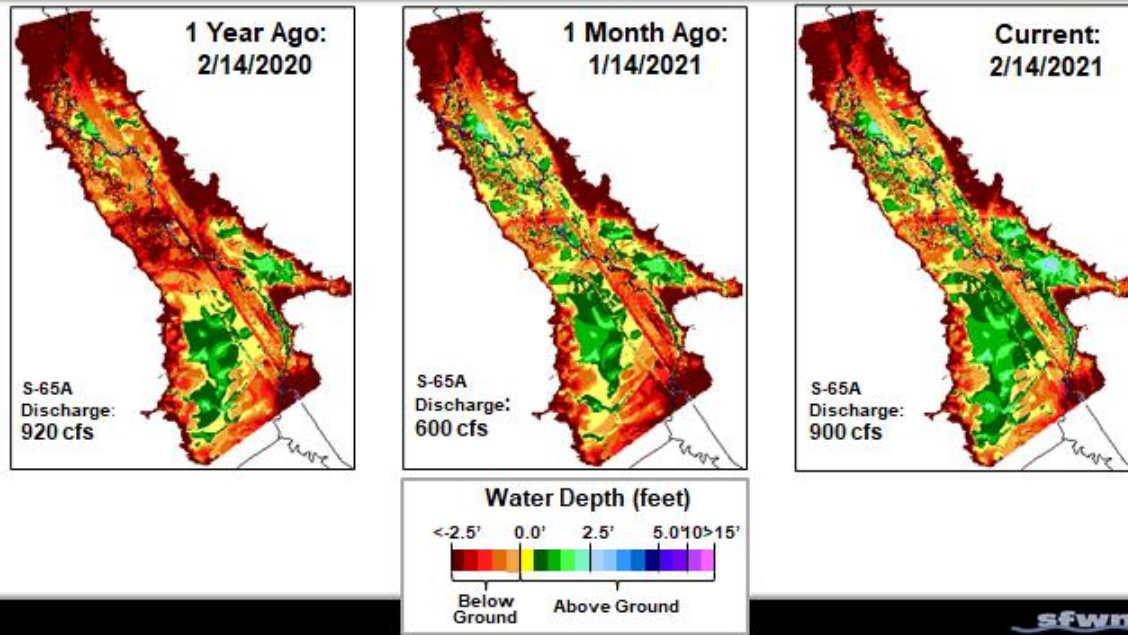 1 Year Ago:
2/14/2020
S-65A
Discharge:
920 cfs
1 Month Ago:
1/14/2021
S-65A
Discharge:
600 cfs
Current:
2/14/2021
S-65A
Discharge:
900 cfs
Water Depth (feet)
<-2.5' 0.0' 2.5' 5.0'10>15'
Below
Ground
Above Ground
sfwm